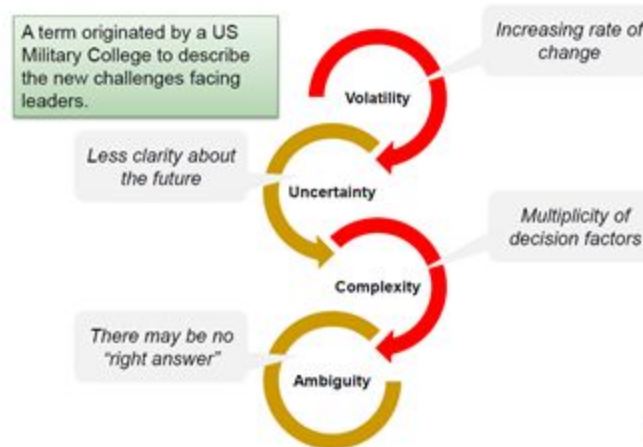 A term originated by a US
Military College to describe
the new challenges facing
leaders.
Increasing rate of
change
Volatility
Less clarity about
the future
Uncertainty
Multiplicity of
decision factors
Complexity
There may be no
"right answer"
Ambiguity